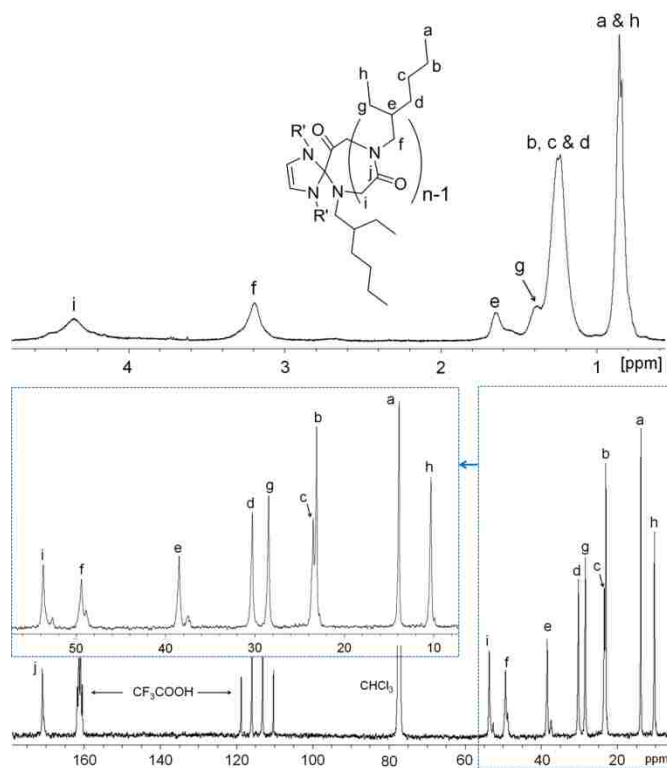 a & h
a
h
b
c
b, c & d
g
e
d
R'
O
N
f
N
j
O
n-1
N
N
i
R'
g
f
i
e
4
3
2
1
[ppm]
a
b
b
a
h
g
d
c
h
b
i
e
g
f
d
c
i
e
f
50
40
30
20
10
j
CF₃COOH
CHCl₃
160
140
120
100
80
60
40
20
ppm